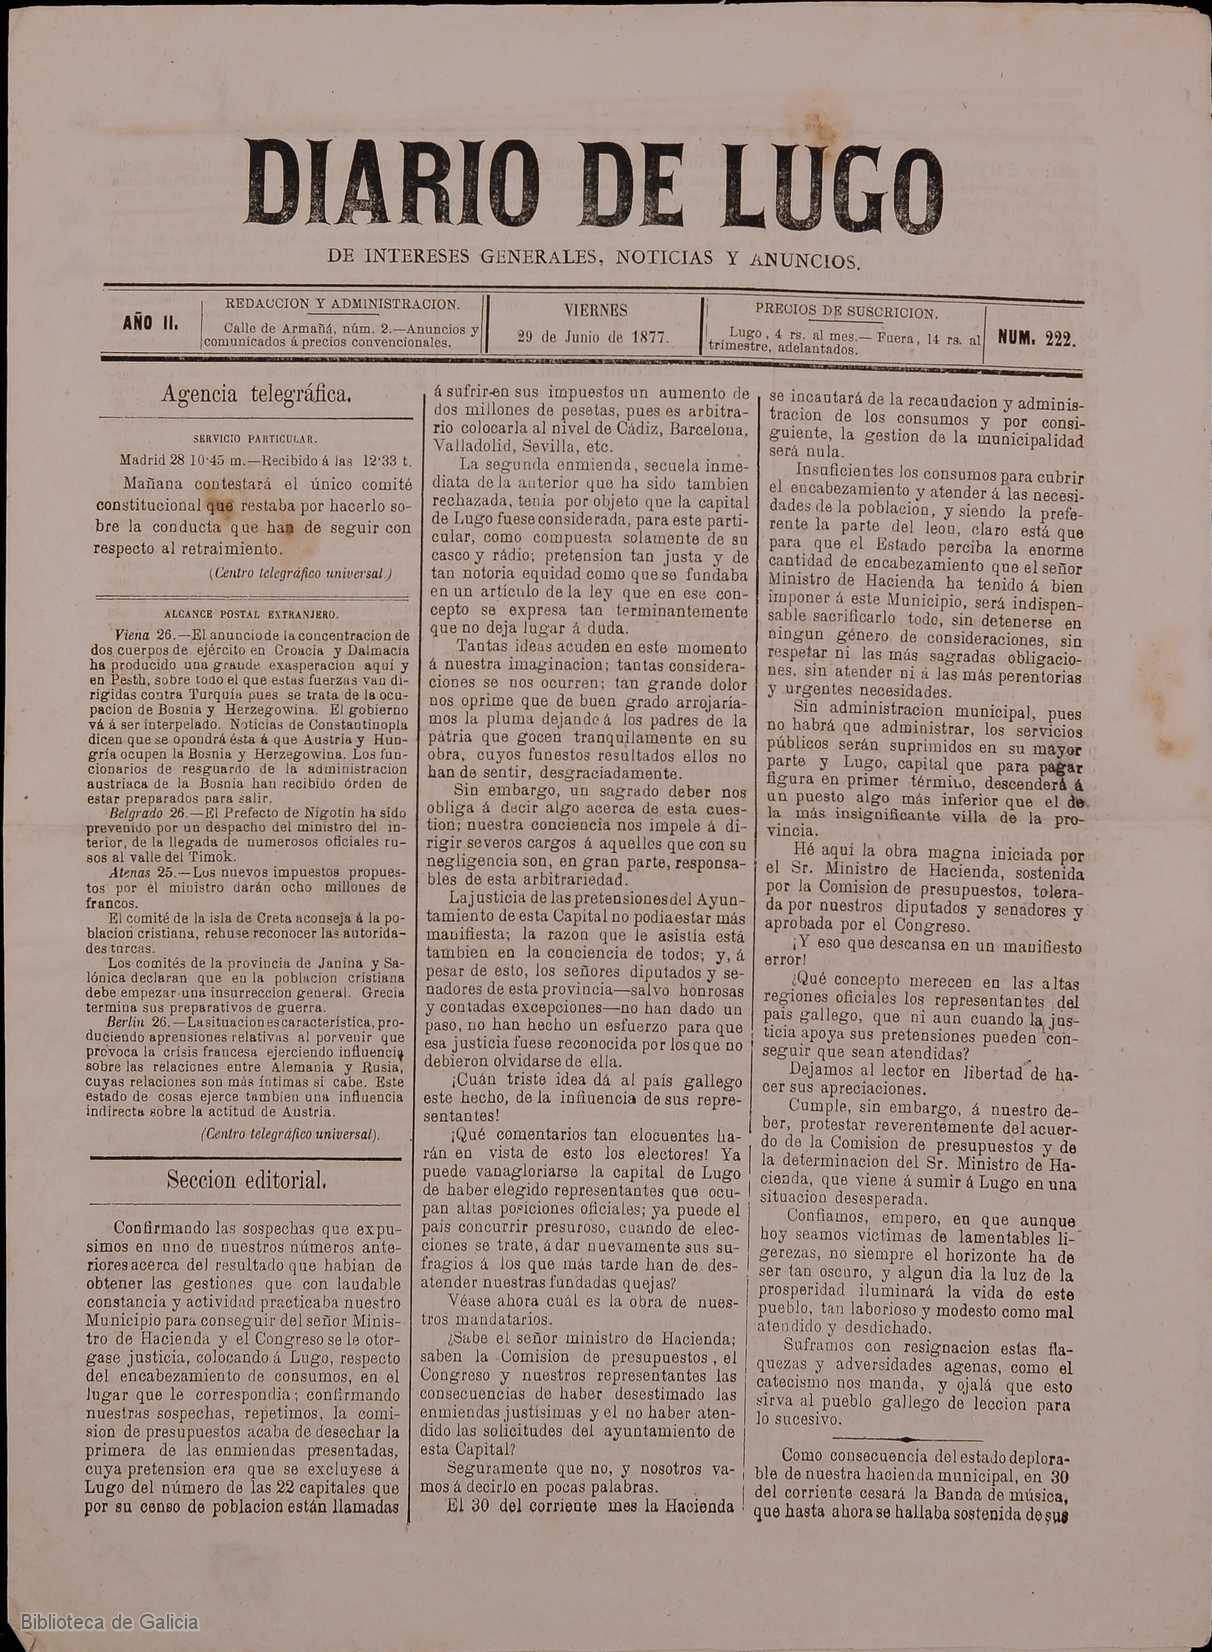 DIARIO DE LUGO
DE INTERESES GENERALES, NOTICIAS Y ANUNCIOS.
AÑO II.
REDACCION Y ADMINISTRACION.
Calle de Armañá, núm. 2.—Anuncios y
comunicados á precios convencionales.
VIERNES
29 de Junio de 1877.
PRECIOS DE SUSCRICION.
Lugo, 4 rs. al mes.— Fuera, 14 rs. al
trimestre, adelantados.
NUM. 222.
Agencia telegráfica.
SERVICIO PARTICULAR.
Madrid 28 10·45 m.—Recibido á las 12·33 t.
Mañana contestará el único comité
constitucional que restaba por hacerlo so-
bre la conducta que han de seguir con
respecto al retraimiento.
(Centro telegráfico universal.)
ALCANCE POSTAL EXTRANJERO.
Viena 26.—El anuncio de la concentracion de
dos cuerpos de ejército en Croacia y Dalmacia
ha producido una grande exasperacion aquí y
en Pesth, sobre todo el que estas fuerzas van di-
rigidas contra Turquía pues se trata de la ocu-
pacion de Bosnia y Herzegowina. El gobierno
vá á ser interpelado. Noticias de Constantinopla
dicen que se opondrá ésta á que Austria y Hun-
gría ocupen la Bosnia y Herzegowina. Los fun-
cionarios de resguardo de la administracion
austriaca de la Bosnia han recibido órden de
estar preparados para salir.
Belgrado 26.—El Prefecto de Nigotin ha sido
prevenido por un despacho del ministro del in-
terior, de la llegada de numerosos oficiales ru-
sos al valle del Timok.
Atenas 25.—Los nuevos impuestos propues-
tos por el ministro darán ocho millones de
francos.
El comité de la isla de Creta aconseja á la po-
blacion cristiana, rehuse reconocer las autorida-
des turcas.
Los comités de la provincia de Janina y Sa-
lónica declaran que en la poblacion cristiana
debe empezar una insurreccion general. Grecia
termina sus preparativos de guerra.
Berlin 26.—La situacion es característica, pro-
duciendo aprensiones relativas al porvenir que
provoca la crisis francesa ejerciendo influencia
sobre las relaciones entre Alemania y Rusia,
cuyas relaciones son más íntimas si cabe. Este
estado de cosas ejerce tambien una influencia
indirecta sobre la actitud de Austria.
(Centro telegráfico universal).
Seccion editorial.
Confirmando las sospechas que expu-
simos en uno de nuestros números ante-
riores acerca del resultado que habian de
obtener las gestiones que con laudable
constancia y actividad practicaba nuestro
Municipio para conseguir del señor Minis-
tro de Hacienda y el Congreso se le otor-
gase justicia, colocando á Lugo, respecto
del encabezamiento de consumos, en el
lugar que le correspondia; confirmando
nuestras sospechas, repetimos, la comi-
sion de presupuestos acaba de desechar la
primera de las enmiendas presentadas,
cuya pretension era que se excluyese á
Lugo del número de las 22 capitales que
por su censo de poblacion están llamadas
á sufrir en sus impuestos un aumento de
dos millones de pesetas, pues es arbitra-
rio colocarla al nivel de Cádiz, Barcelona,
Valladolid, Sevilla, etc.
La segunda enmienda, secuela inme-
diata de la anterior que ha sido tambien
rechazada, tenia por objeto que la capital
de Lugo fuese considerada, para este parti-
cular, como compuesta solamente de su
casco y rádio; pretension tan justa y de
tan notoria equidad como que se fundaba
en un artículo de la ley que en ese con-
cepto se expresa tan terminantemente
que no deja lugar á duda.
Tantas ideas acuden en este momento
á nuestra imaginacion; tantas considera-
ciones se nos ocurren; tan grande dolor
nos oprime que de buen grado arrojaría-
mos la pluma dejando á los padres de la
pátria que gocen tranquilamente en su
obra, cuyos funestos resultados ellos no
han de sentir, desgraciadamente.
Sin embargo, un sagrado deber nos
obliga á decir algo acerca de esta cues-
tion; nuestra conciencia nos impele á di-
rigir severos cargos á aquellos que con su
negligencia son, en gran parte, responsa-
bles de esta arbitrariedad.
La justicia de las pretensiones del Ayun-
tamiento de esta Capital no podia estar más
manifiesta; la razon que le asistia está
tambien en la conciencia de todos; y, á
pesar de esto, los señores diputados y se-
nadores de esta provincia—salvo honrosas
y contadas excepciones—no han dado un
paso, no han hecho un esfuerzo para que
esa justicia fuese reconocida por los que no
debieron olvidarse de ella.
¡Cuán triste idea dá al país gallego
este hecho, de la influencia de sus repre-
sentantes!
¡Qué comentarios tan elocuentes ha-
rán en vista de esto los electores! Ya
puede vanagloriarse la capital de Lugo
de haber elegido representantes que ocu-
pan altas posiciones oficiales; ya puede el
país concurrir presuroso, cuando de elec-
ciones se trate, á dar nuevamente sus su-
fragios á los que más tarde han de des-
atender nuestras fundadas quejas?
Véase ahora cuál es la obra de nues-
tros mandatarios.
¿Sabe el señor ministro de Hacienda;
saben la Comision de presupuestos, el
Congreso y nuestros representantes las
consecuencias de haber desestimado las
enmiendas justísimas y el no haber aten-
dido las solicitudes del ayuntamiento de
esta Capital?
Seguramente que no, y nosotros va-
mos á decirlo en pocas palabras.
El 30 del corriente mes la Hacienda
se incautará de la recaudacion y adminis-
tracion de los consumos y por consi-
guiente, la gestion de la municipalidad
será nula.
Insuficientes los consumos para cubrir
el encabezamiento y atender á las necesi-
dades de la poblacion, y siendo la prefe-
rente la parte del leon, claro está que
para que el Estado perciba la enorme
cantidad de encabezamiento que el señor
Ministro de Hacienda ha tenido á bien
imponer á este Municipio, será indispen-
sable sacrificarlo todo, sin detenerse en
ningun género de consideraciones, sin
respetar ni las más sagradas obligacio-
nes, sin atender ni á las más perentorias
y urgentes necesidades.
Sin administracion municipal, pues
no habrá que administrar, los servicios
públicos serán suprimidos en su mayor
parte y Lugo, capital que para pagar
figura en primer término, descenderá á
un puesto algo más inferior que el de
la más insignificante villa de la pro-
vincia.
Hé aquí la obra magna iniciada por
el Sr. Ministro de Hacienda, sostenida
por la Comision de presupuestos, tolera-
da por nuestros diputados y senadores y
aprobada por el Congreso.
¡Y eso que descansa en un manifiesto
error!
¿Qué concepto merecen en las altas
regiones oficiales los representantes del
país gallego, que ni aun cuando la jus-
ticia apoya sus pretensiones pueden con-
seguir que sean atendidas?
Dejamos al lector en libertad de ha-
cer sus apreciaciones.
Cumple, sin embargo, á nuestro de-
ber, protestar reverentemente del acuer-
do de la Comision de presupuestos y de
la determinacion del Sr. Ministro de Ha-
cienda, que viene á sumir á Lugo en una
situacion desesperada.
Confiamos, empero, en que aunque
hoy seamos víctimas de lamentables li-
gerezas, no siempre el horizonte ha de
ser tan oscuro, y algun dia la luz de la
prosperidad iluminará la vida de este
pueblo, tan laborioso y modesto como mal
atendido y desdichado.
Suframos con resignacion estas fla-
quezas y adversidades agenas, como el
catecismo nos manda, y ojalá que esto
sirva al pueblo gallego de leccion para
lo sucesivo.
Como consecuencia del estado deplora-
ble de nuestra hacienda municipal, en 30
del corriente cesará la Banda de música,
que hasta ahora se hallaba sostenida de sus
Biblioteca de Galicia